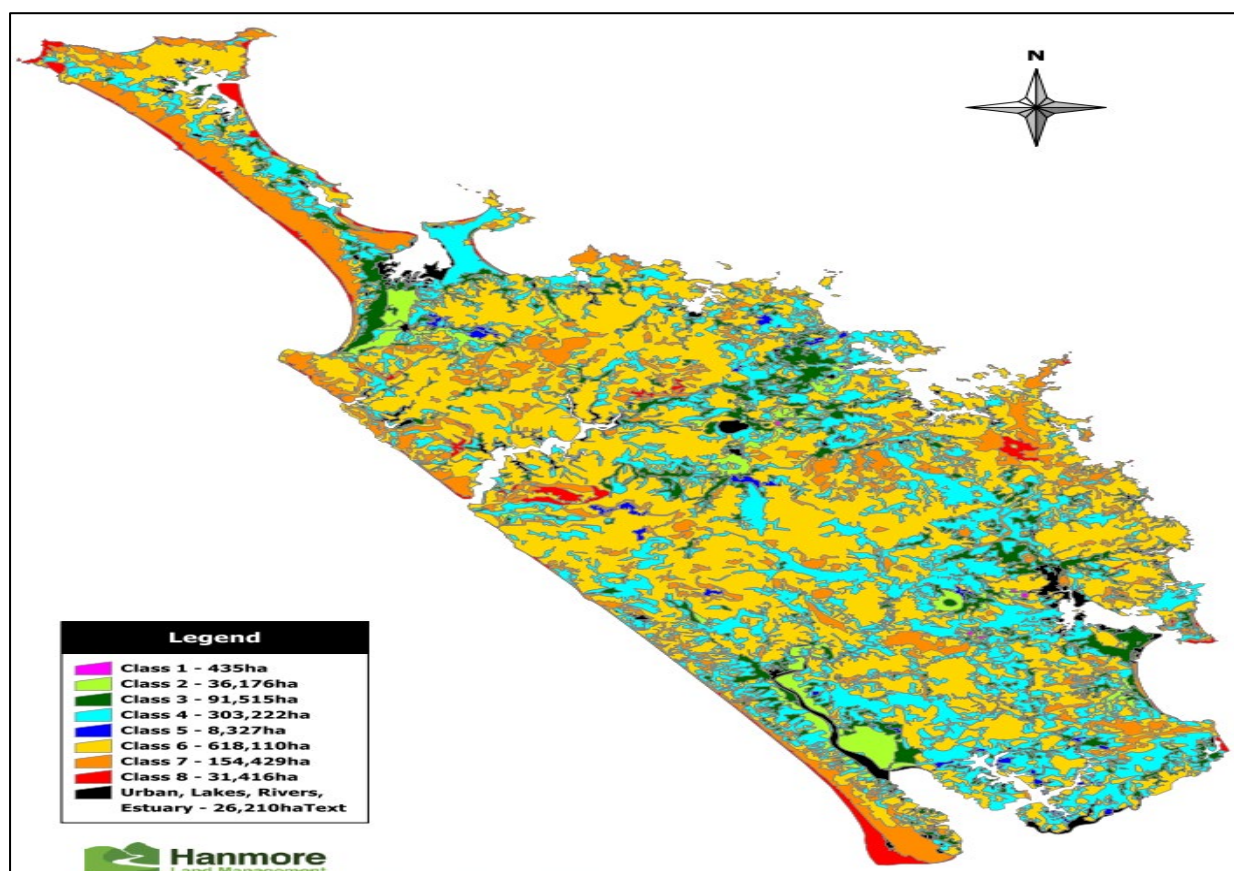 N
Legend
Class 1 - 435ha
Class 2 - 36,176ha
Class 3 - 91,515ha
Class 4 - 303,222ha
Class 5 - 8,327ha
Class 6 - 618,110ha
Class 7 - 154,429ha
Class 8 - 31,416ha
Urban, Lakes, Rivers,
Estuary - 26,210haText
Hanmore
Land Management